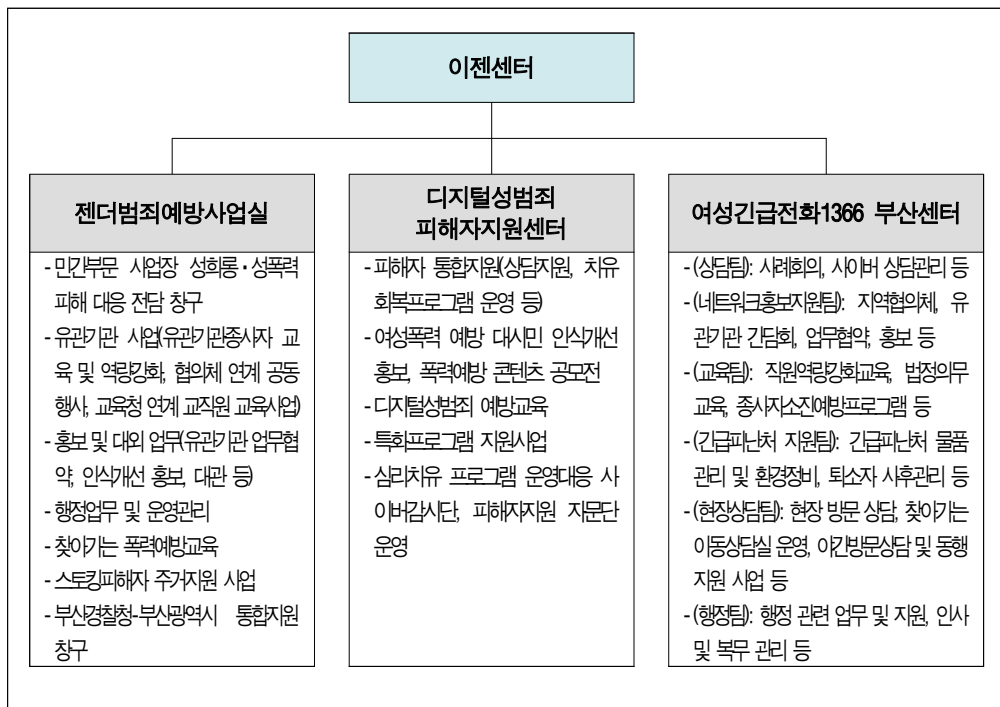 이젠센터
젠더범죄예방사업실
- 민간부문 사업장 성희롱·성폭력
피해 대응 전담 창구
- 유관기관 사업(유관기관종사자 교
육 및 역량강화, 협의체 연계 공동
행사, 교육청 연계 교직원 교육사업)
- 홍보 및 대외 업무(유관기관 업무협
약, 인식개선 홍보, 대관 등)
- 행정업무 및 운영관리
- 찾아가는 폭력예방교육
- 스토킹피해자 주거지원 사업
- 부산경찰청-부산광역시 통합지원
창구
디지털성범죄
피해자지원센터
- 피해자 통합지원(상담지원, 치유
회복프로그램 운영 등)
- 여성폭력 예방 대시민 인식개선
홍보, 폭력예방 콘텐츠 공모전
- 디지털성범죄 예방교육
- 특화프로그램 지원사업
- 심리치유 프로그램 운영대응 사
이버감시단, 피해자지원 자문단
운영
여성긴급전화1366 부산센터
- (상담팀): 사례회의, 사이버 상담관리 등
- (네트워크홍보지원팀): 지역협의체, 유
관기관 간담회, 업무협약, 홍보 등
- (교육팀): 직원역량강화교육, 법정의무
교육, 종사자소진예방프로그램 등
- (긴급피난처 지원팀): 긴급피난처 물품
관리 및 환경정비, 퇴소자 사후관리 등
- (현장상담팀): 현장 방문 상담, 찾아가는
이동상담실 운영, 야간방문상담 및 동행
지원 사업 등
- (행정팀): 행정 관련 업무 및 지원, 인사
및 복무 관리 등